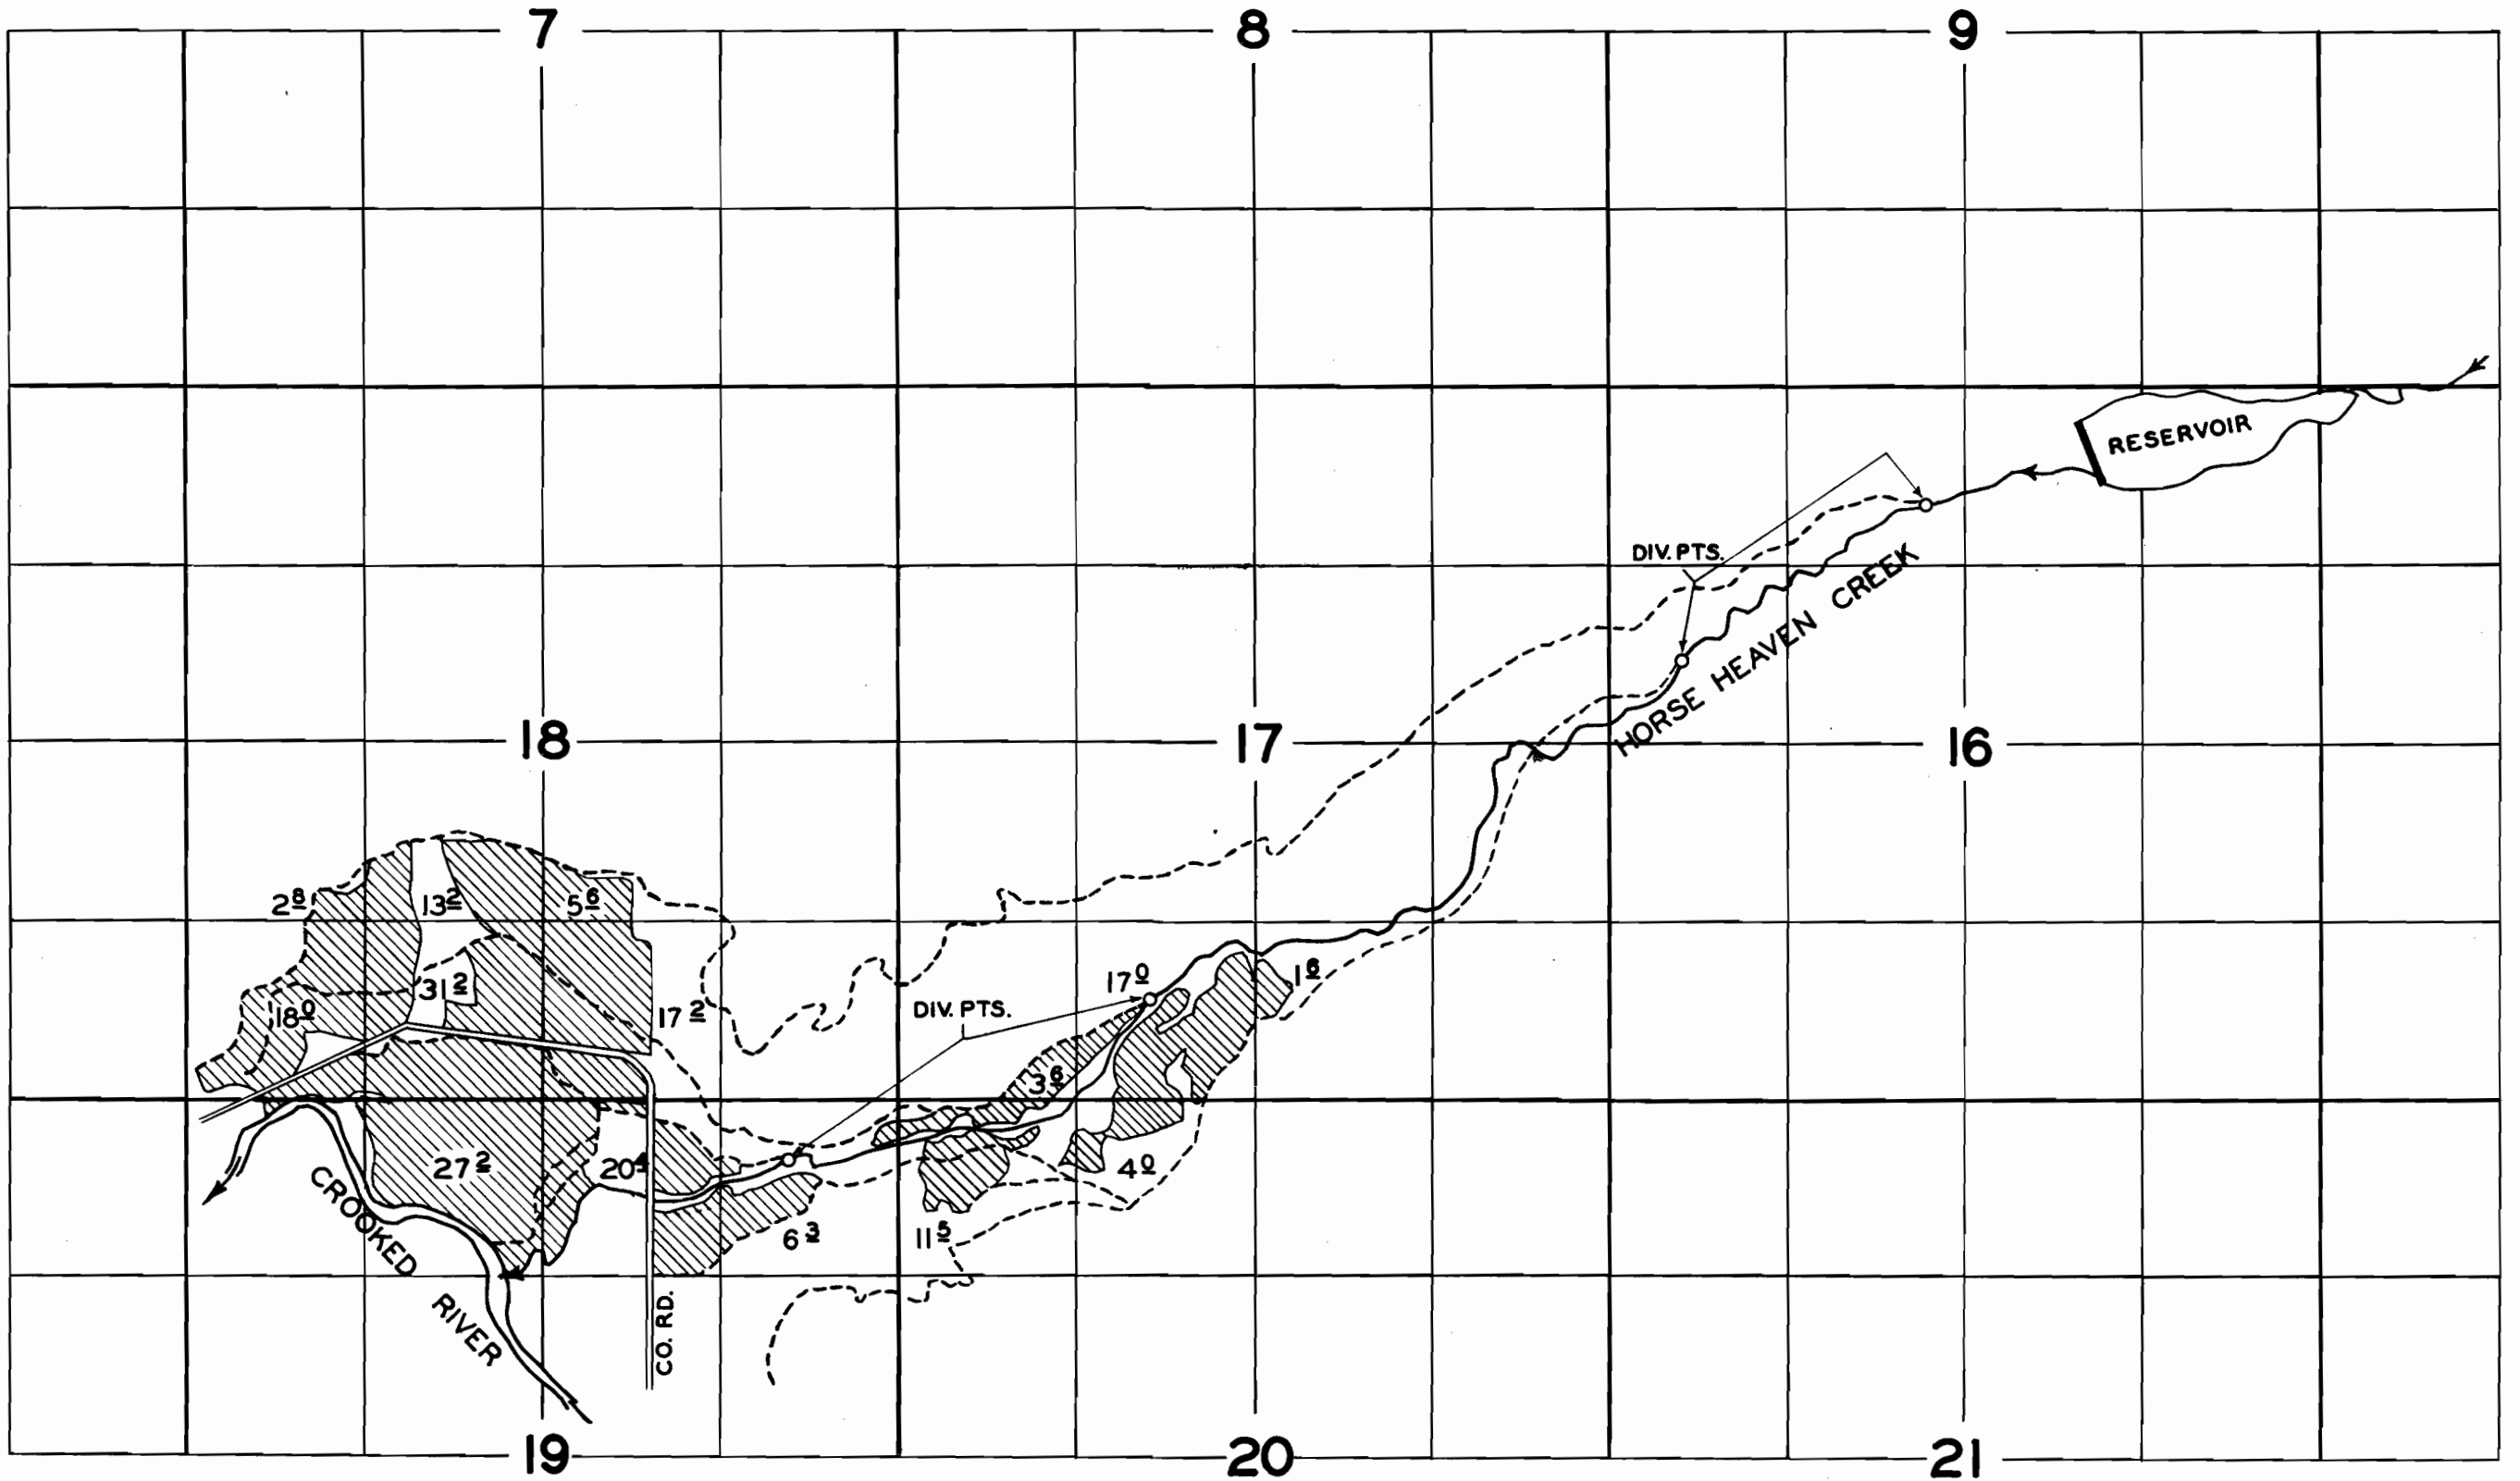 7 8 9
RESERVOIR
DIV. PTS.
HORSE HEAVEN CREEK
18 17 16
2 8 13 2 5 6
31 2
18 0 17 2
DIV. PTS.
17 0 1 6
3 6
27 2 20 4 4 0
6 3 11 5
CROOKED
RIVER
CO. RD.
19 20 21